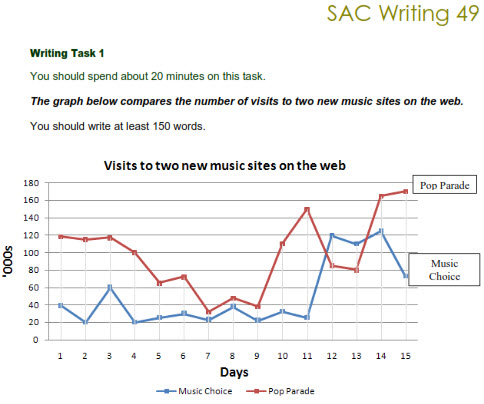 SAC Writing 49
Writing Task 1
You should spend about 20 minutes on this task.
The graph below compares the number of visits to two new music sites on the web.
You should write at least 150 words.
Visits to two new music sites on the web
180
160
140
120
100
80
60
40
20
0
'000s
Pop Parade
Music
Choice
1 2 3 4 5 6 7 8 9 10 11 12 13 14 15
Days
Music Choice Pop Parade